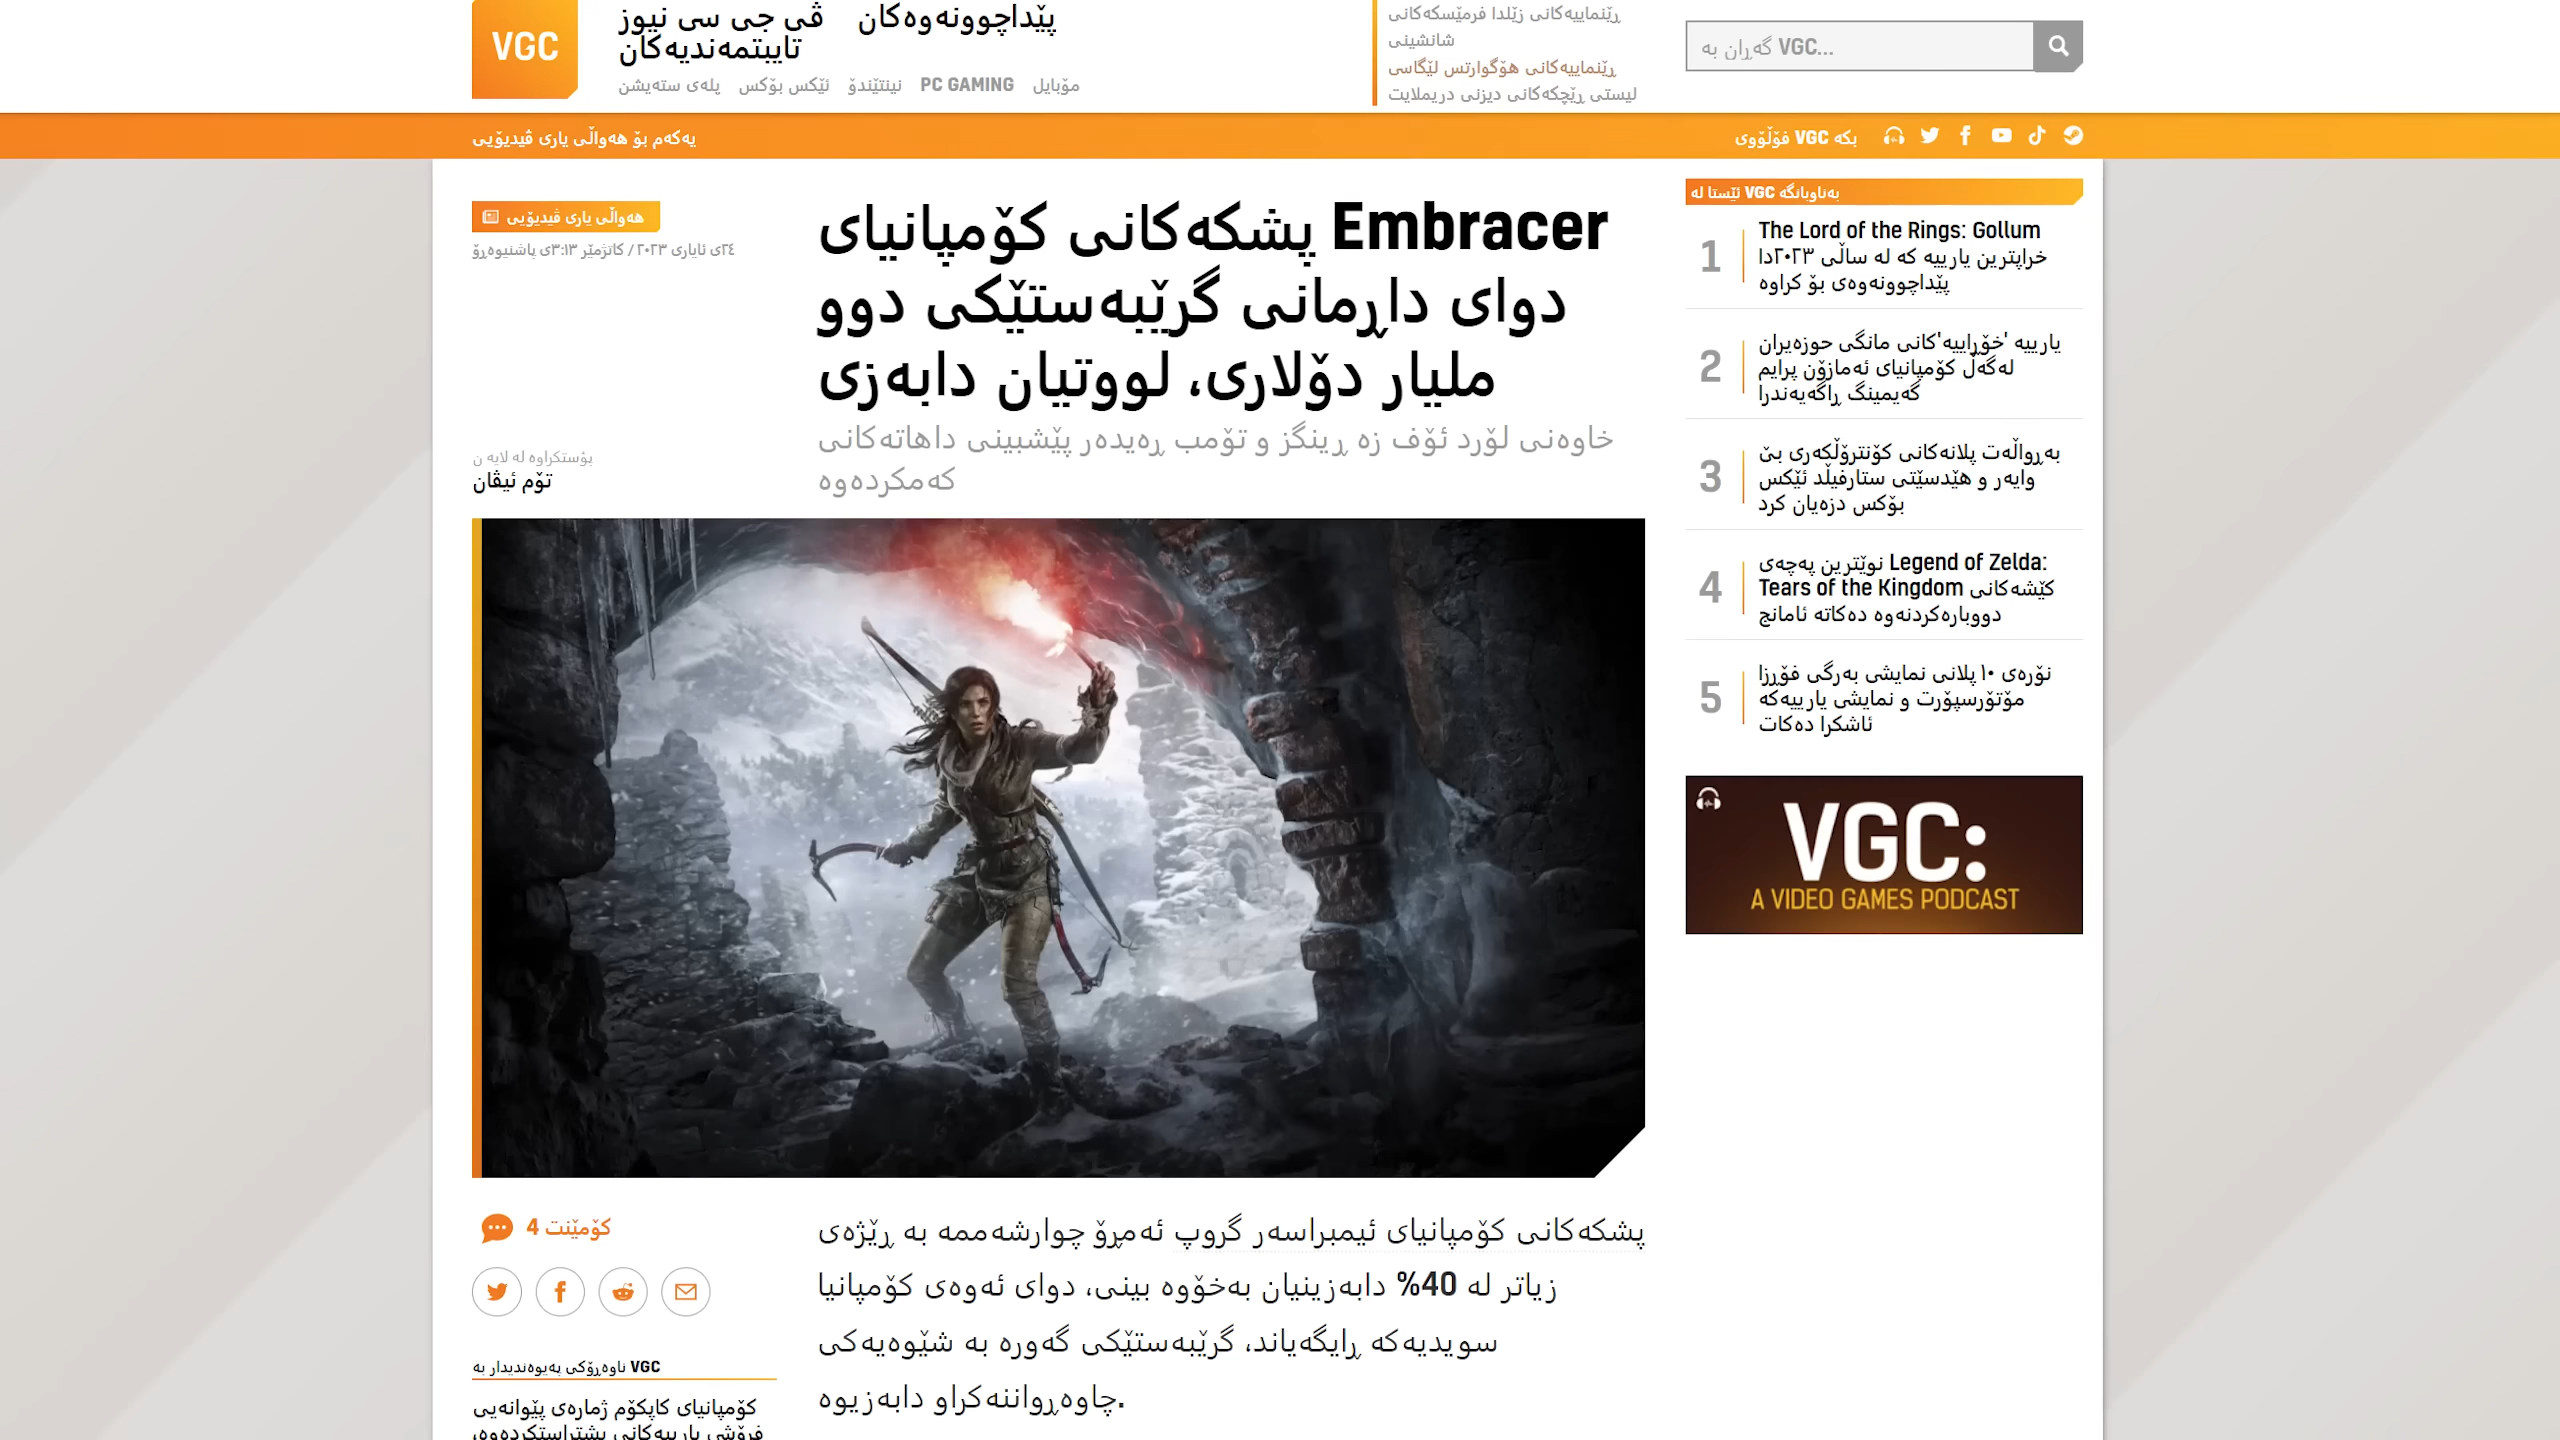 VGC
ڤی جی سی نیوز
پێداچوونەوەکان
تایبتمەندیەکان
پلەی ستەیشن
ئێکس بۆکس
نینتێندۆ
PC GAMING
مۆبایل
ڕێنماییەکانی زێلدا فرمێسکەکانی
شانشینی
ڕێنماییەکانی هۆگوارتس لێگاسی
لیستی ڕێچکەکانی دیزنی دریملایت
گەڕان بە VGC...
یەکەم بۆ هەواڵی یاری ڤیدیۆیی
فۆڵۆوی VGC بکە
هەواڵی یاری ڤیدیۆیی
٢٤ی ئایاری ٢٠٢٣ / کاتژمێر ٣:١٣ی پاشنیوەڕۆ
پشکەکانی کۆمپانیای Embracer
دوای داڕمانی گرێبەستێکی دوو
ملیار دۆلاری، لووتیان دابەزی
خاوەنی لۆرد ئۆف زە ڕینگز و تۆمب ڕەیدەر پێشبینی داهاتەکانی
کەمکردەوە
پۆستکراوە لە لایە ن
تۆم ئیڤان
ئێستا لە VGC بەناوبانگە
1
The Lord of the Rings: Gollum
خراپترین یارییە کە لە ساڵی ٢٠٢٣دا
پێداچوونەوەی بۆ کراوە
2
یارییە 'خۆڕاییە'کانی مانگی حوزەیران
لەگەڵ کۆمپانیای ئەمازۆن پرایم
گەیمینگ ڕاگەیەندرا
3
بەڕواڵەت پلانەکانی کۆنترۆڵکەری بێ
وایەر و هێدسێتی ستارفیڵد ئێکس
بۆکس دزەیان کرد
4
نوێترین پەچەی Legend of Zelda:
Tears of the Kingdom کێشەکانی
دووبارەکردنەوە دەکاتە ئامانج
5
نۆرەی ١٠ پلانی نمایشی بەرگی فۆرزا
مۆتۆرسپۆرت و نمایشی یارییەکە
ئاشکرا دەکات
VGC:
A VIDEO GAMES PODCAST
4 کۆمێنت
ناوەڕۆکی پەیوەندیدار بە VGC
کۆمپانیای کاپکۆم ژمارەی پێوانەیی
فرۆشی یارییەکانی پشتڕاستکردەوە،
پشکەکانی کۆمپانیای ئیمبراسەر گروپ ئەمڕۆ چوارشەممە بە ڕێژەی
زیاتر لە 40% دابەزینیان بەخۆوە بینی، دوای ئەوەی کۆمپانیا
سویدیەکە ڕایگەیاند، گرێبەستێکی گەورە بە شێوەیەکی
چاوەڕواننەکراو دابەزیوە.